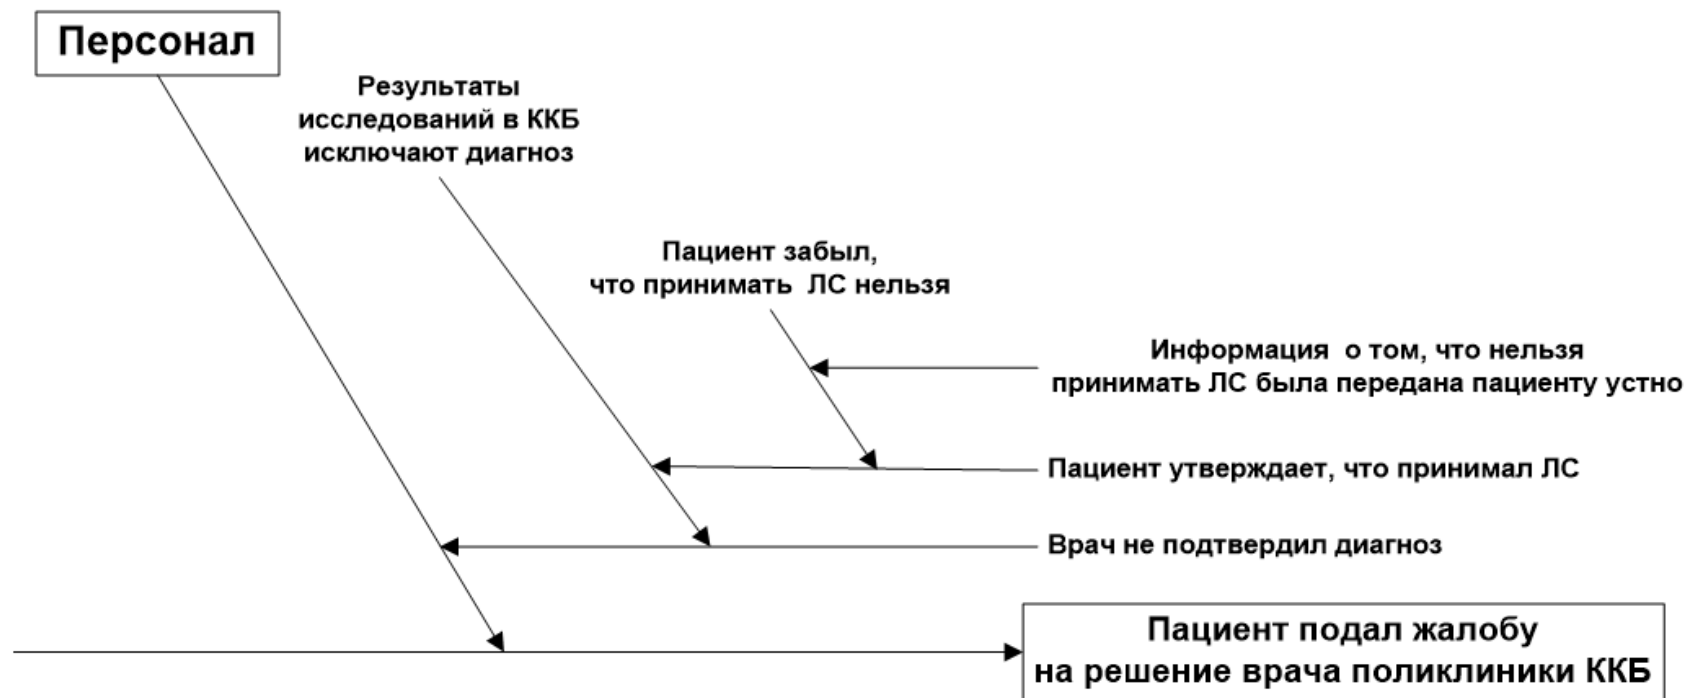 Персонал
Результаты
исследований в ККБ
исключают диагноз
Пациент забыл,
что принимать ЛС нельзя
Информация о том, что нельзя
принимать ЛС была передана пациенту устно
Пациент утверждает, что принимал ЛС
Врач не подтвердил диагноз
Пациент подал жалобу
на решение врача поликлиники ККБ